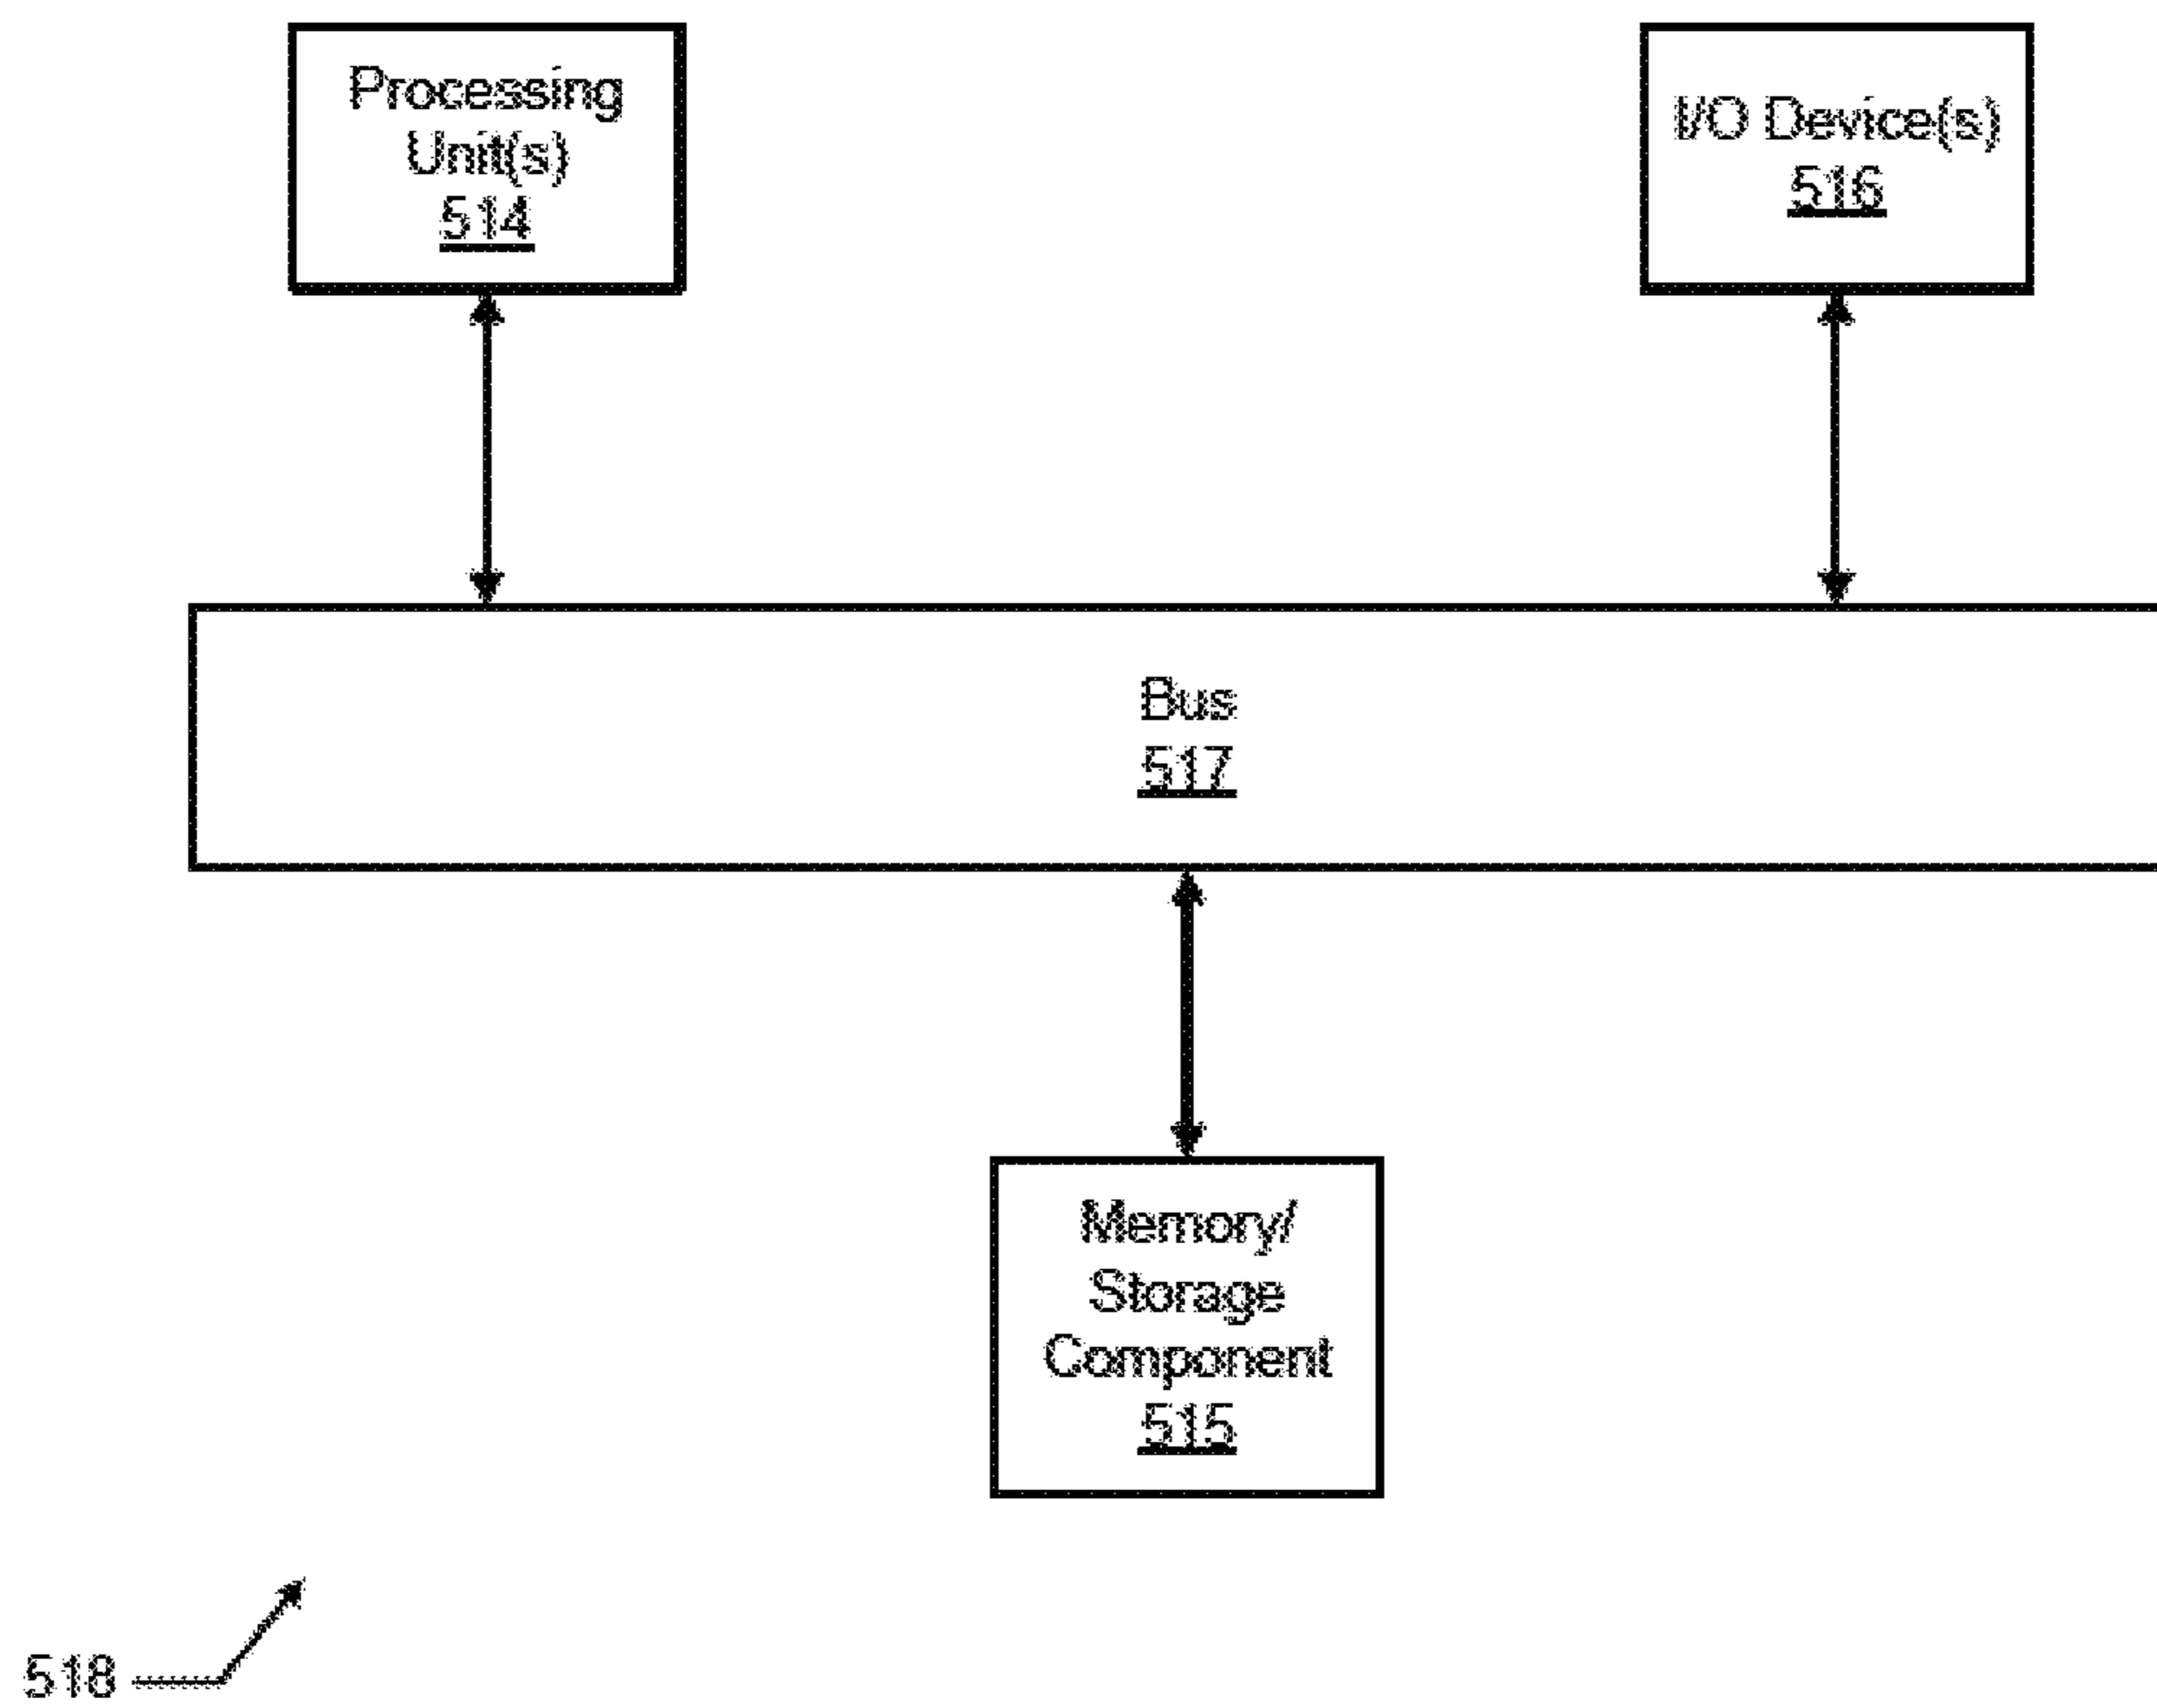 Processing
Unit(s)
514
I/O Device(s)
516
Bus
517
Memory/
Storage
Component
515
518